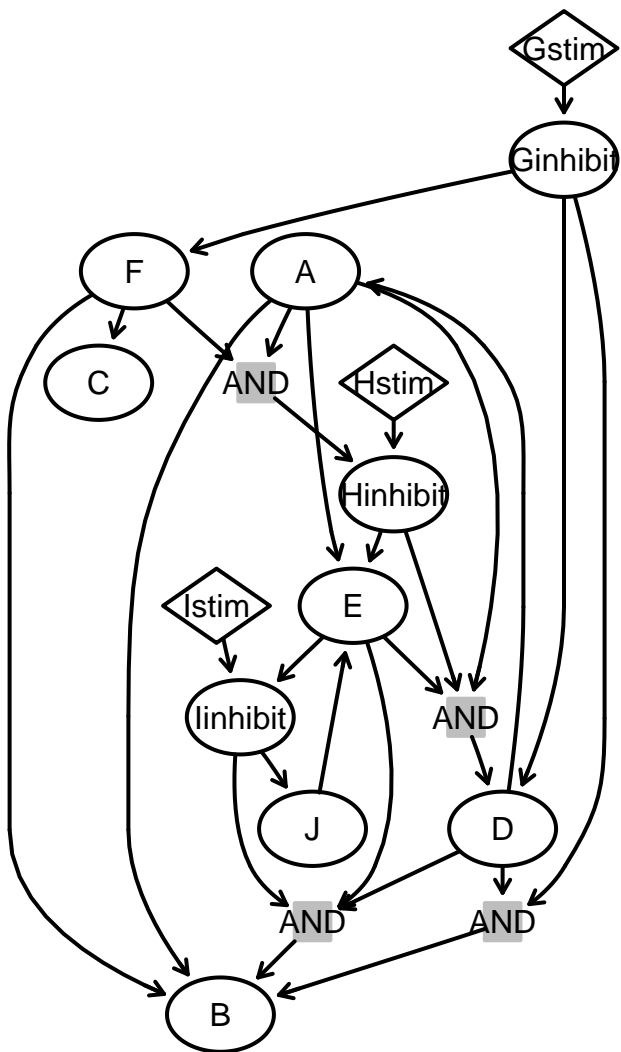 Gstim
Ginhibit
F
A
C
AND
Hstim
Hinhibit
E
Istim
Iinhibit
AND
J
D
AND
AND
B